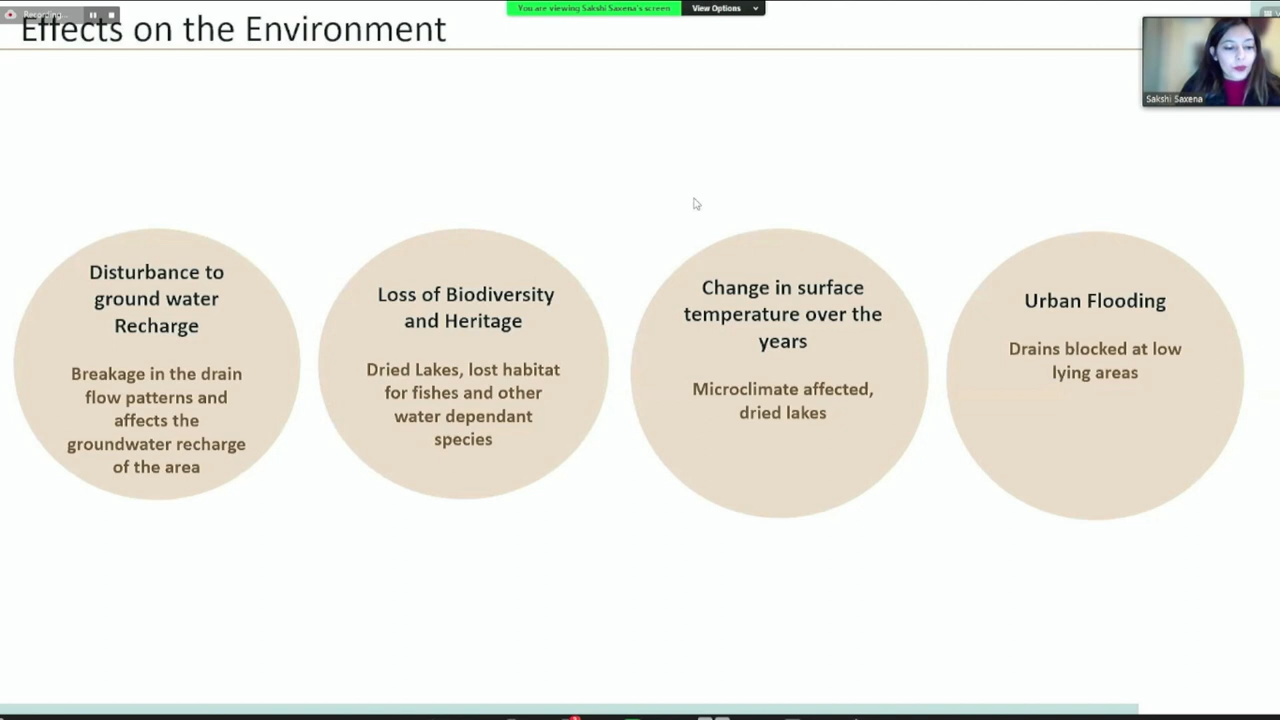 Recording...
You are viewing Sakshi Saxena's screen
View Options
Effects on the Environment
Sakshi Saxena
Disturbance to
ground water
Recharge
Breakage in the drain
flow patterns and
affects the
groundwater recharge
of the area
Loss of Biodiversity
and Heritage
Dried Lakes, lost habitat
for fishes and other
water dependant
species
Change in surface
temperature over the
years
Microclimate affected,
dried lakes
Urban Flooding
Drains blocked at low
lying areas